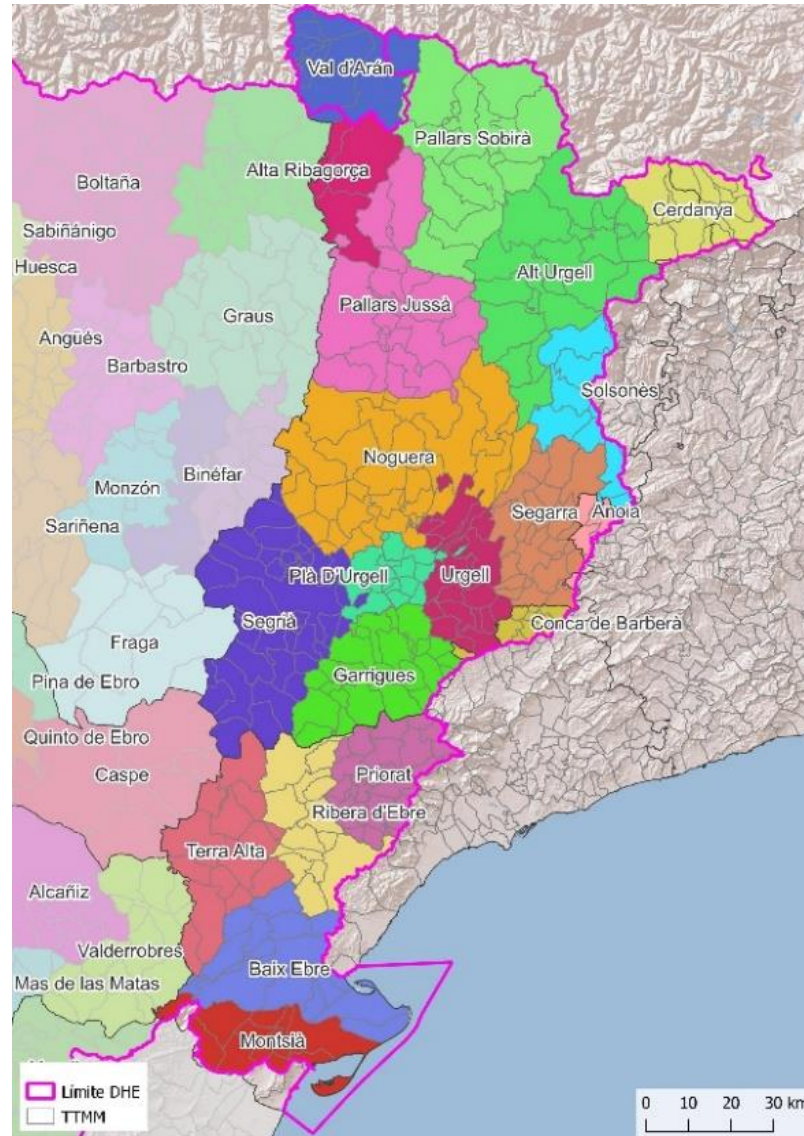 Val d'Arán
Pallars Sobirà
Alta Ribagorça
Boltaña
Cerdanya
Sabiñánigo
Huesca
Alt Urgell
Graus
Pallars Jussà
Angüés
Barbastro
Solsonès
Noguera
Binéfar
Monzón
Segarra
Anoia
Sariñena
Plà D'Urgell
Urgell
Segrià
Conca de Barberà
Fraga
Garrigues
Pina de Ebro
Quinto de Ebro
Caspe
Priorat
Ribera d'Ebre
Terra Alta
Alcañiz
Valderrobres
Baix Ebre
Mas de las Matas
Montsià
Límite DHE
TTMM
0 10 20 30 km